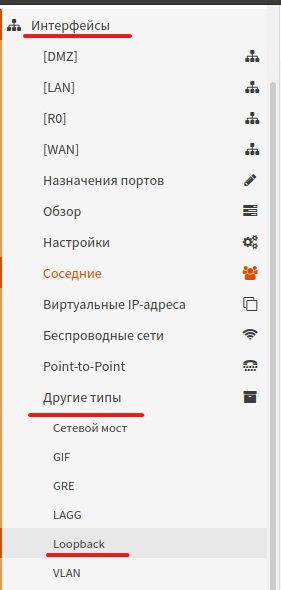 Интерфейсы
[DMZ]
[LAN]
[R0]
[WAN]
Назначения портов
Обзор
Настройки
Соседние
Виртуальные IP-адреса
Беспроводные сети
Point-to-Point
Другие типы
Сетевой мост
GIF
GRE
LAGG
Loopback
VLAN